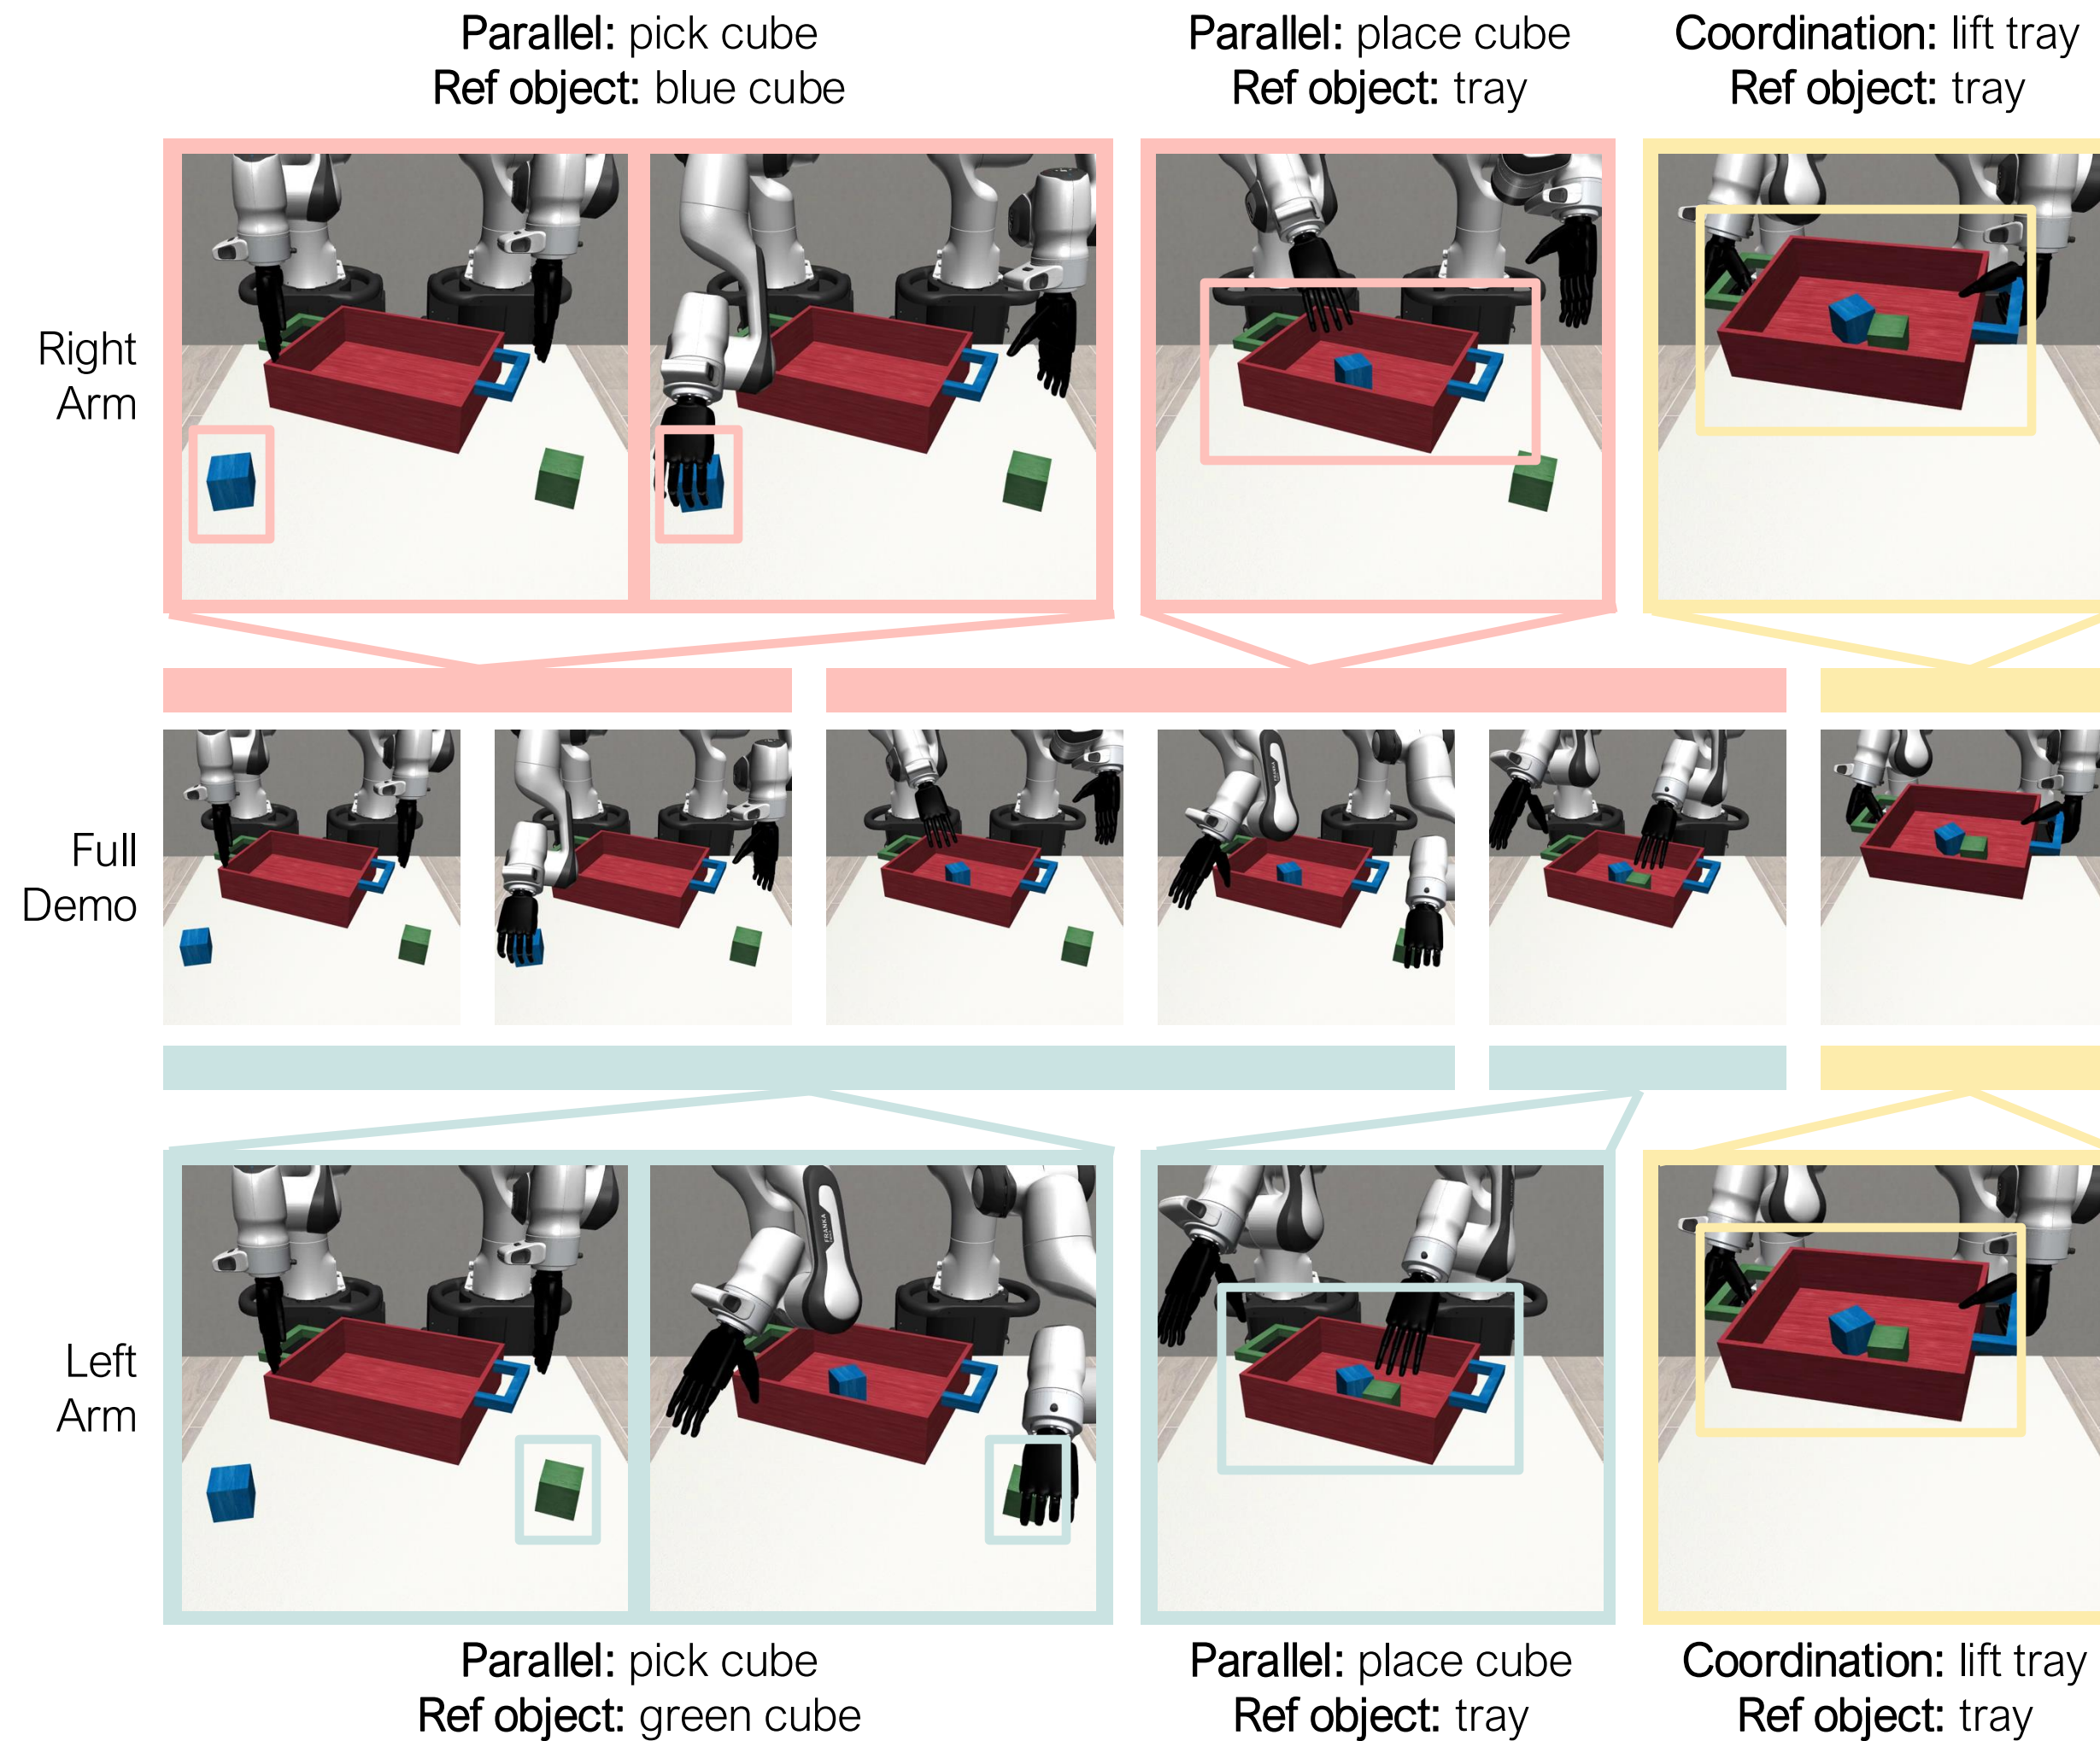 Parallel: pick cube
Ref object: blue cube
Parallel: place cube
Ref object: tray
Coordination: lift tray
Ref object: tray
Right
Arm
Full
Demo
Left
Arm
FRANKA
Parallel: pick cube
Ref object: green cube
Parallel: place cube
Ref object: tray
Coordination: lift tray
Ref object: tray